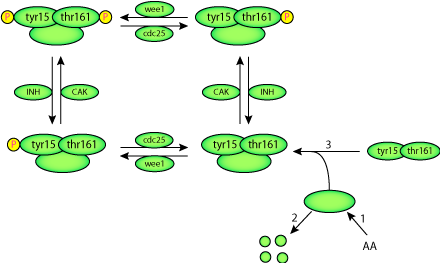 P tyr15 thr161 P
wee1
cdc25
tyr15 thr161 P
INH CAK
CAK INH
P tyr15 thr161
cdc25
wee1
tyr15 thr161
3
tyr15 thr161
2
1
AA